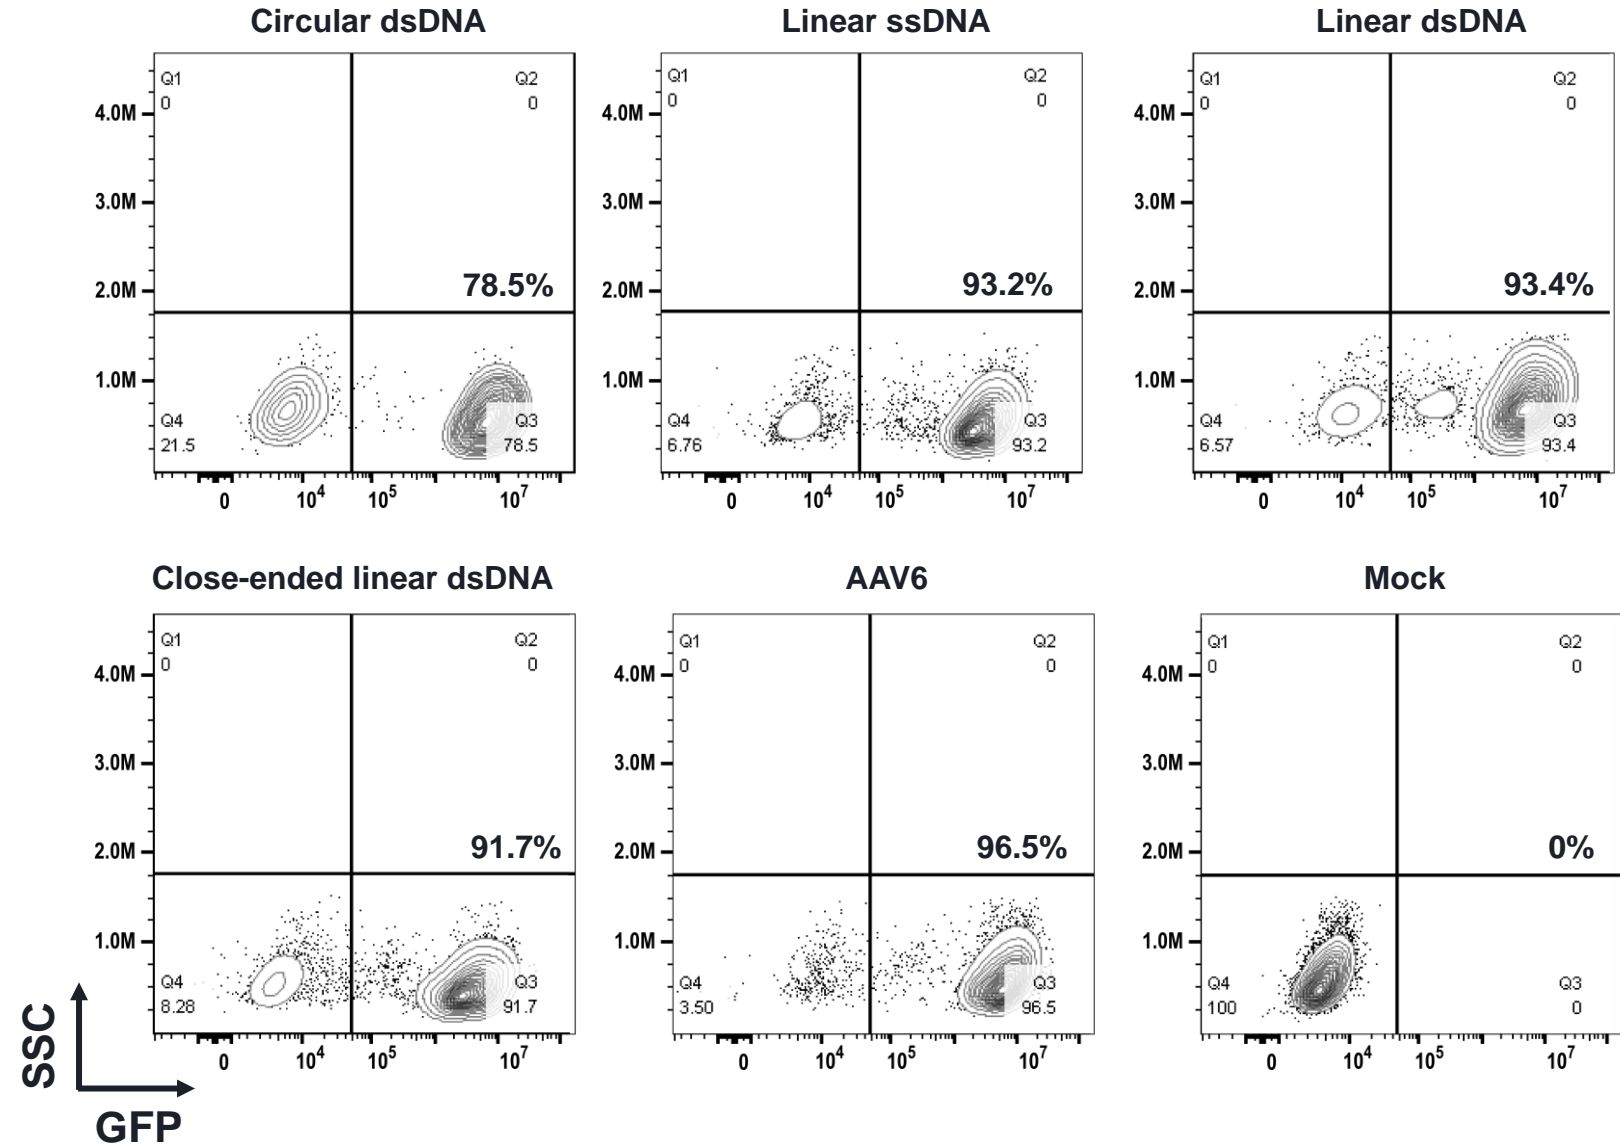 Circular dsDNA
Q1
0
Q2
0
4.0M
3.0M
2.0M
1.0M
78.5%
Q4
21.5
Q3
78.5
0
10^4
10^5
10^7
Linear ssDNA
Q1
0
Q2
0
4.0M
3.0M
2.0M
1.0M
93.2%
Q4
6.76
Q3
93.2
0
10^4
10^5
10^7
Linear dsDNA
Q1
0
Q2
0
4.0M
3.0M
2.0M
1.0M
93.4%
Q4
6.57
Q3
93.4
0
10^4
10^5
10^7
Close-ended linear dsDNA
Q1
0
Q2
0
4.0M
3.0M
2.0M
1.0M
91.7%
Q4
8.28
Q3
91.7
0
10^4
10^5
10^7
AAV6
Q1
0
Q2
0
4.0M
3.0M
2.0M
1.0M
96.5%
Q4
3.50
Q3
96.5
0
10^4
10^5
10^7
Mock
Q1
0
Q2
0
4.0M
3.0M
2.0M
1.0M
0%
Q4
100
Q3
0
0
10^4
10^5
10^7
SSC
GFP